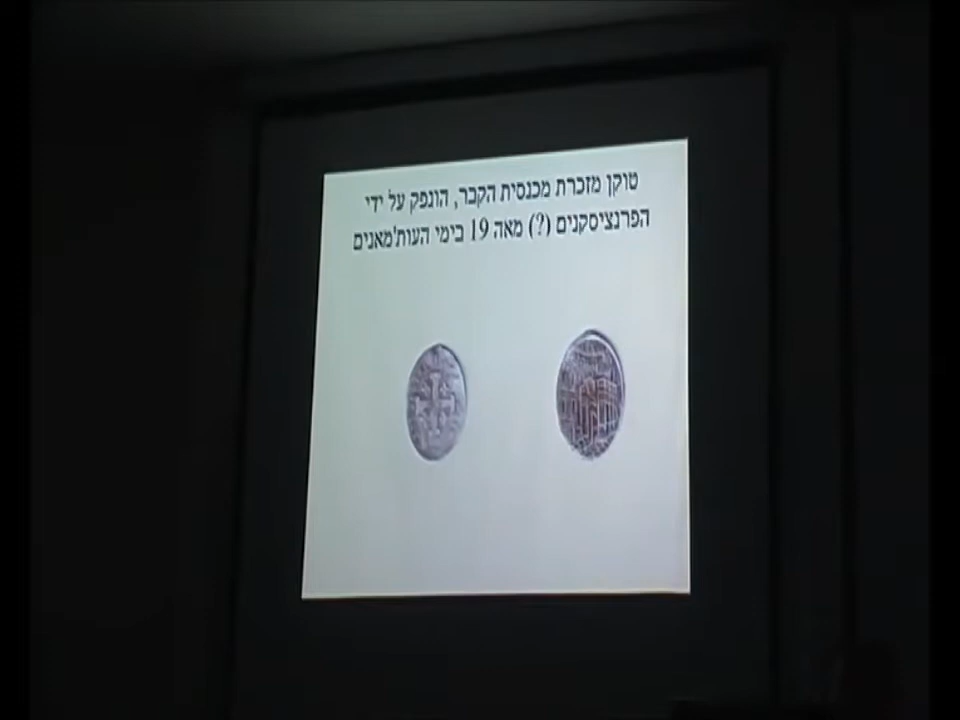 טוקן מזכרת מכנסית הקבר, הונפק על ידי
הפרנציסקנים (?) מאה 19 בימי העות'מאנים